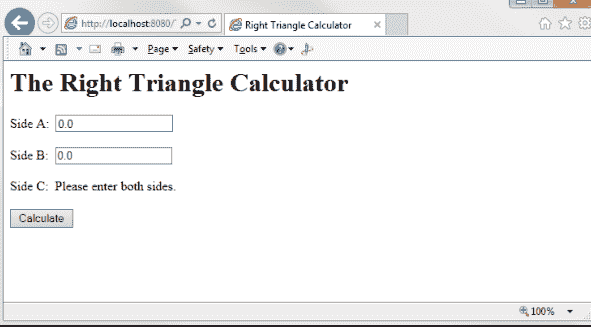 http://localhost:8080/
Right Triangle Calculator
Page Safety Tools
The Right Triangle Calculator
Side A: 0.0
Side B: 0.0
Side C: Please enter both sides.
Calculate
100%